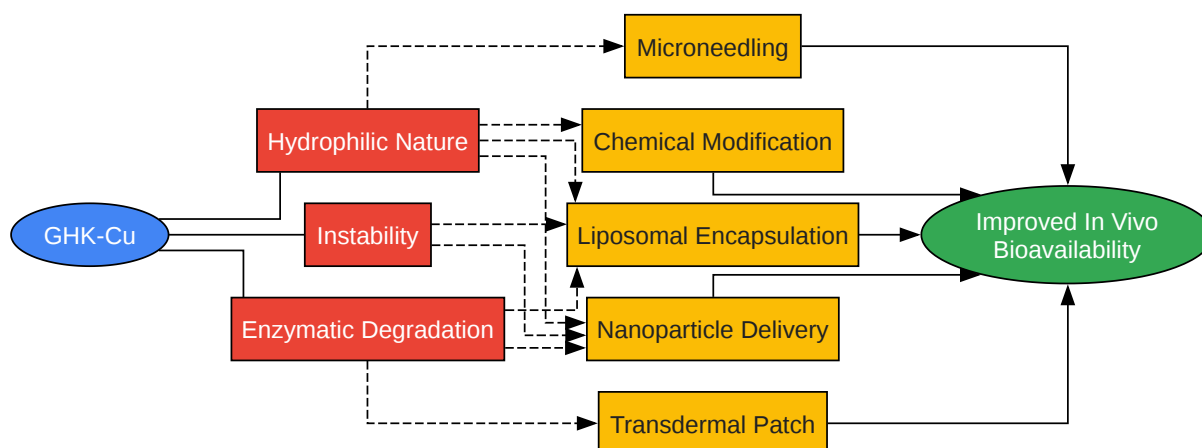 Microneedling
Hydrophilic Nature
Chemical Modification
GHK-Cu
Instability
Liposomal Encapsulation
Improved In Vivo
Bioavailability
Enzymatic Degradation
Nanoparticle Delivery
Transdermal Patch